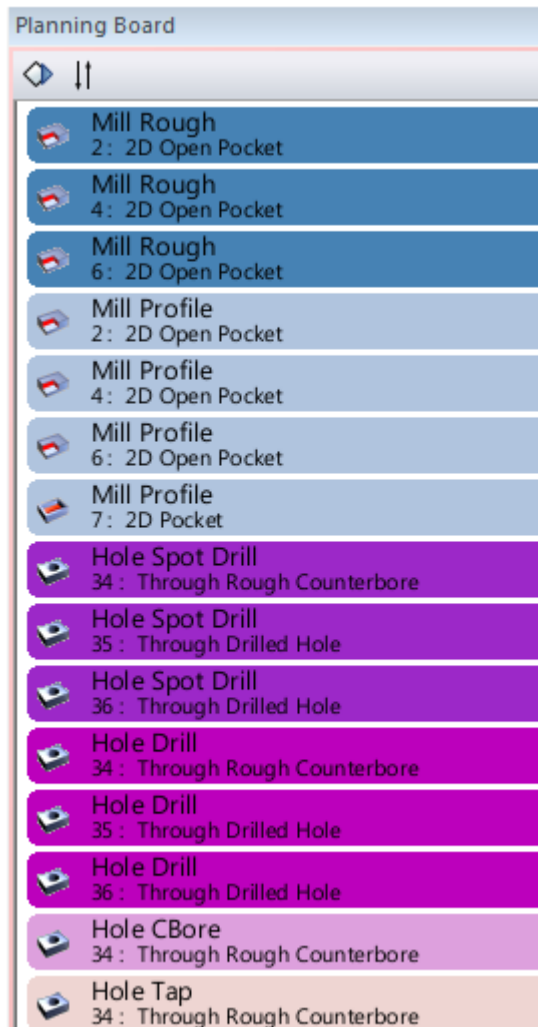 Planning Board
Mill Rough
2: 2D Open Pocket
Mill Rough
4: 2D Open Pocket
Mill Rough
6: 2D Open Pocket
Mill Profile
2: 2D Open Pocket
Mill Profile
4: 2D Open Pocket
Mill Profile
6: 2D Open Pocket
Mill Profile
7: 2D Pocket
Hole Spot Drill
34 : Through Rough Counterbore
Hole Spot Drill
35 : Through Drilled Hole
Hole Spot Drill
36 : Through Drilled Hole
Hole Drill
34 : Through Rough Counterbore
Hole Drill
35 : Through Drilled Hole
Hole Drill
36 : Through Drilled Hole
Hole CBore
34 : Through Rough Counterbore
Hole Tap
34 : Through Rough Counterbore